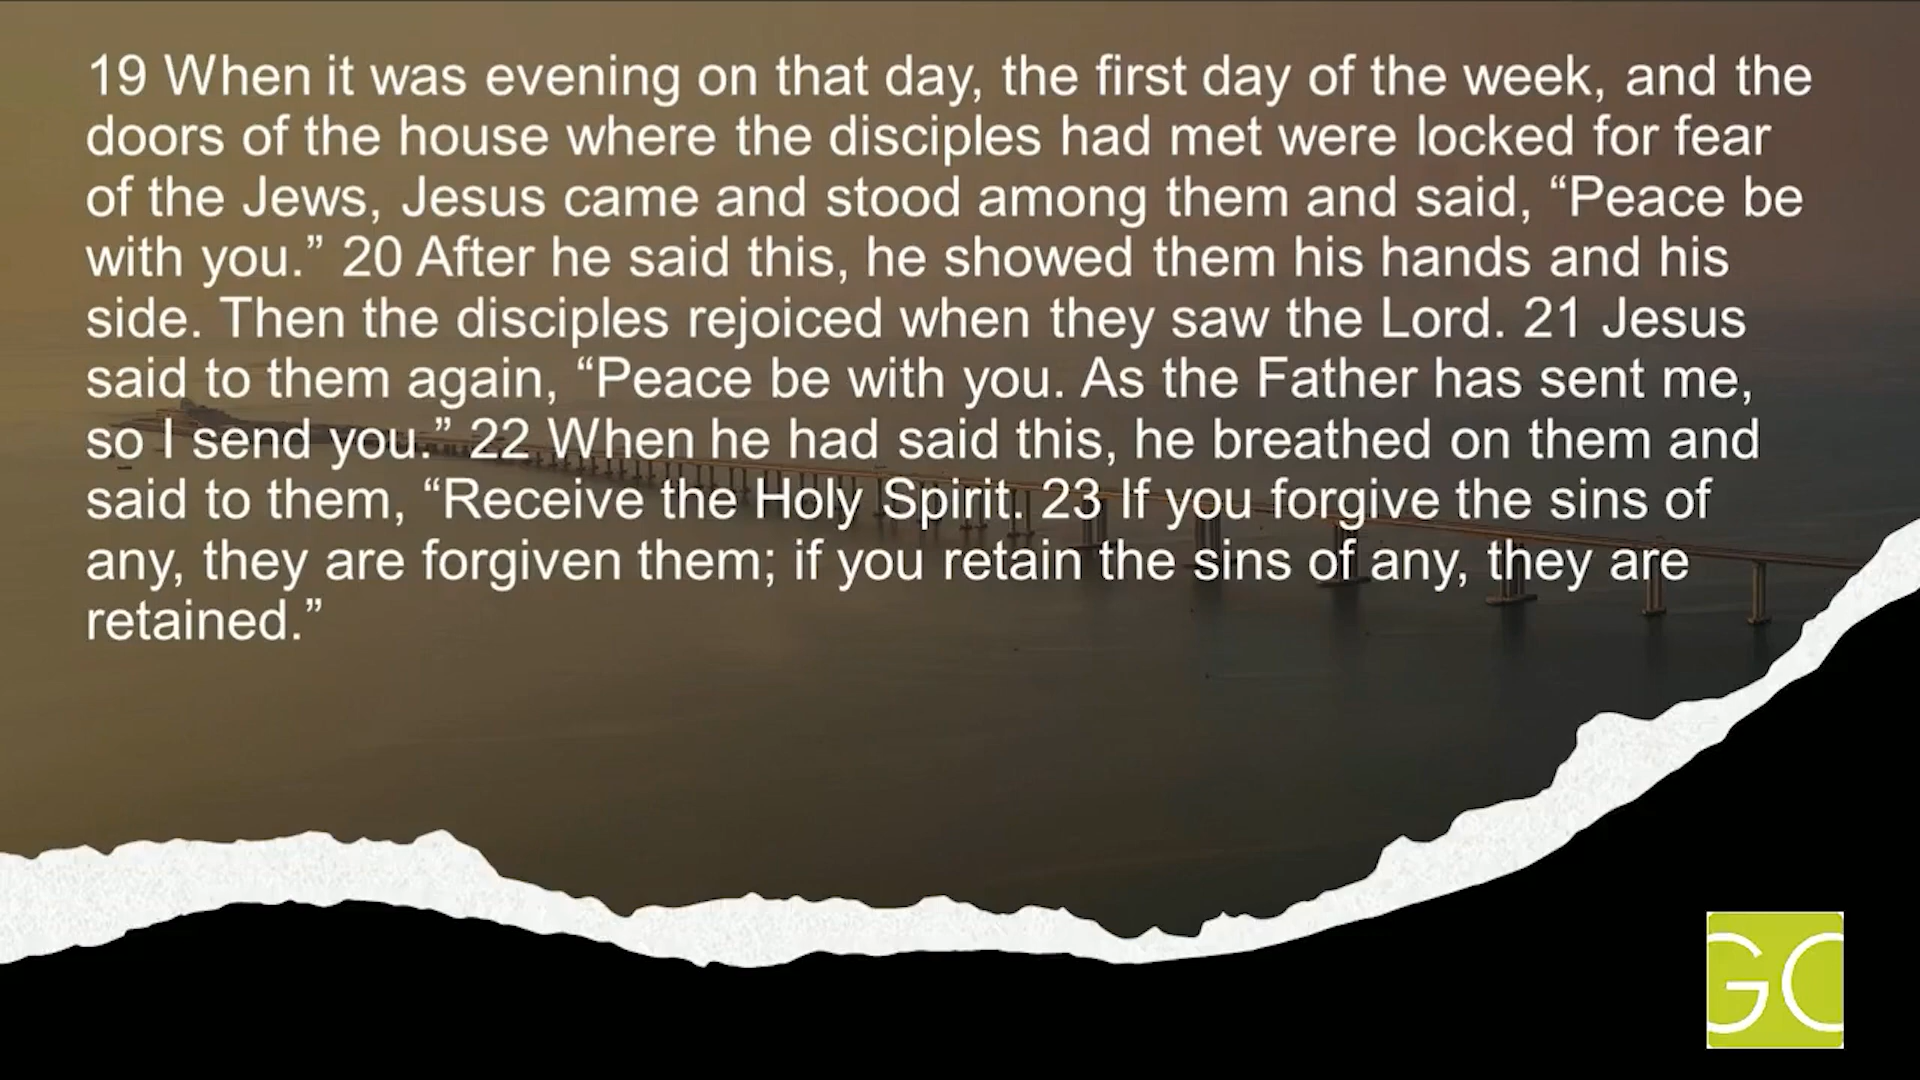 19 When it was evening on that day, the first day of the week, and the
doors of the house where the disciples had met were locked for fear
of the Jews, Jesus came and stood among them and said, “Peace be
with you.” 20 After he said this, he showed them his hands and his
side. Then the disciples rejoiced when they saw the Lord. 21 Jesus
said to them again, “Peace be with you. As the Father has sent me,
so I send you.” 22 When he had said this, he breathed on them and
said to them, “Receive the Holy Spirit. 23 If you forgive the sins of
any, they are forgiven them; if you retain the sins of any, they are
retained.”
GC